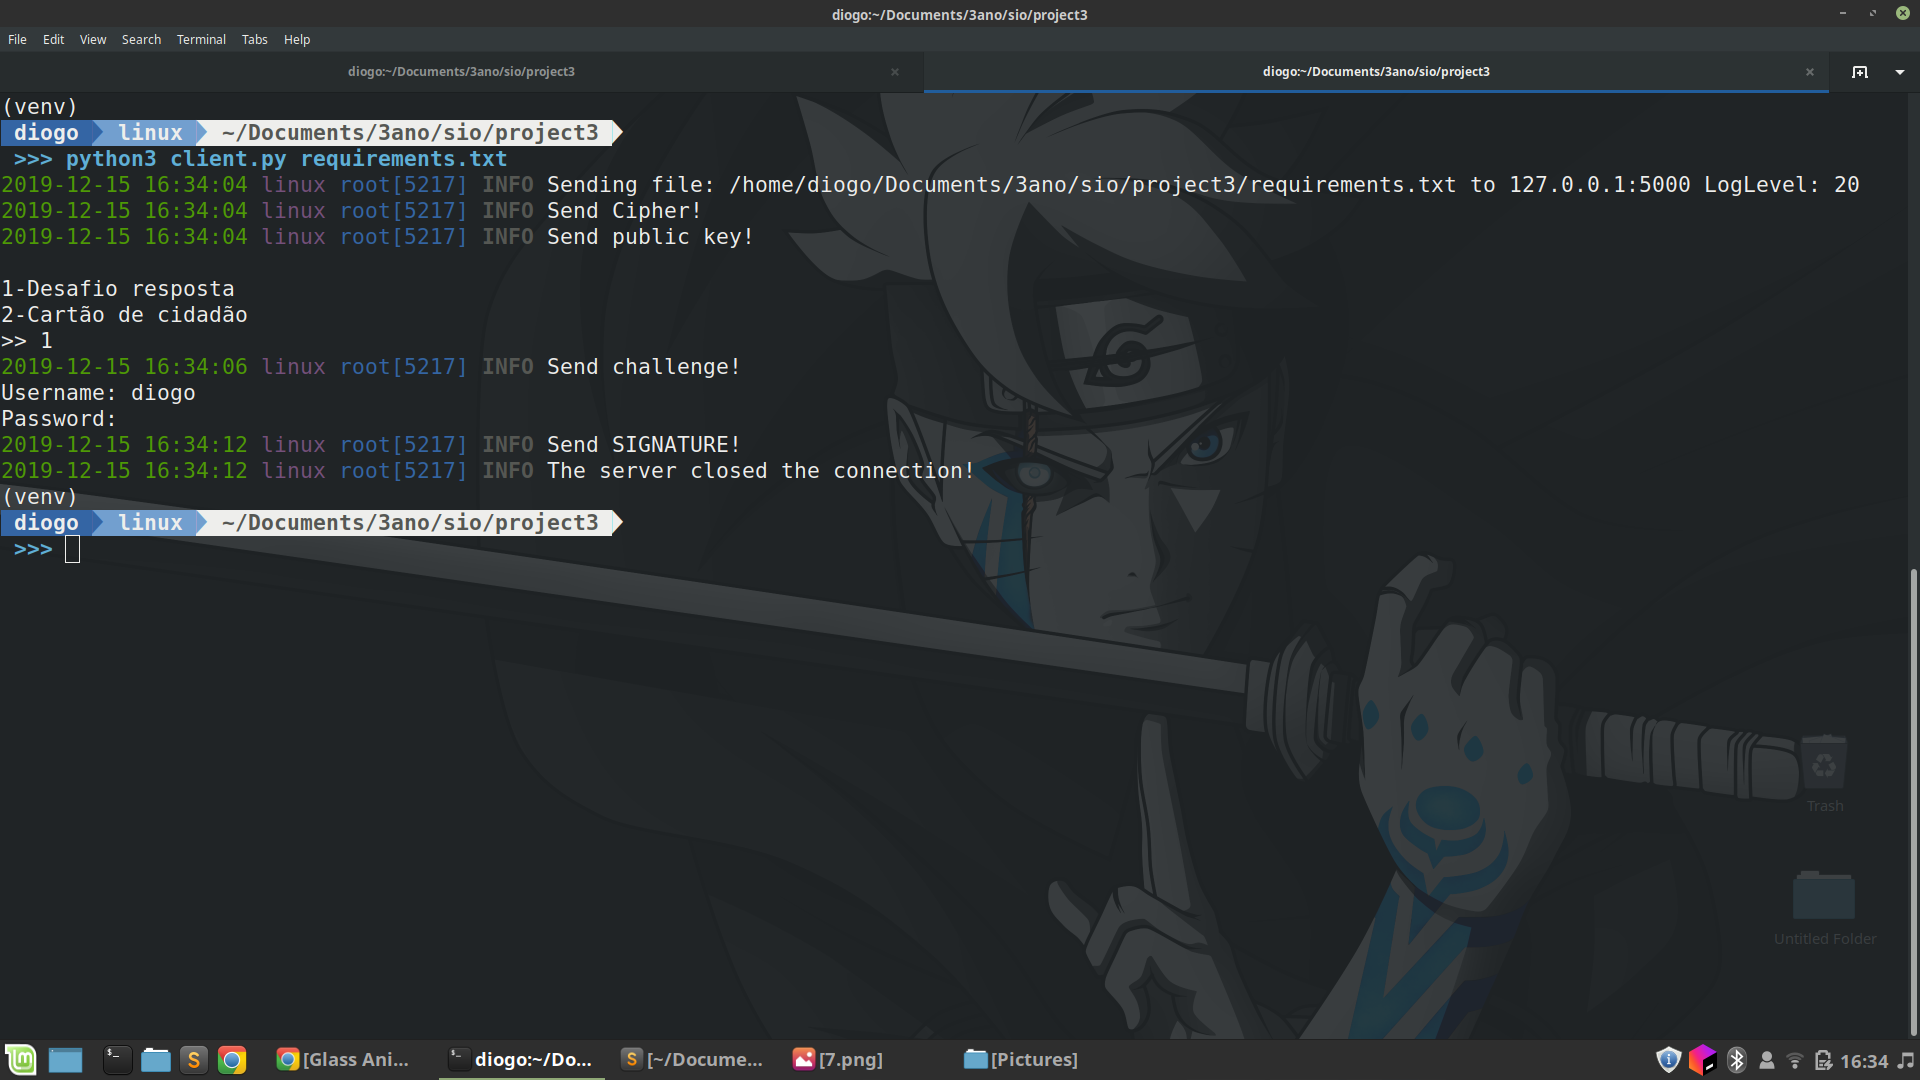 diogo:~/Documents/3ano/sio/project3
File Edit View Search Terminal Tabs Help
diogo:~/Documents/3ano/sio/project3 diogo:~/Documents/3ano/sio/project3
(venv)
diogo linux ~/Documents/3ano/sio/project3
>>> python3 client.py requirements.txt
2019-12-15 16:34:04 linux root[5217] INFO Sending file: /home/diogo/Documents/3ano/sio/project3/requirements.txt to 127.0.0.1:5000 LogLevel: 20
2019-12-15 16:34:04 linux root[5217] INFO Send Cipher!
2019-12-15 16:34:04 linux root[5217] INFO Send public key!
1-Desafio resposta
2-Cartão de cidadão
>> 1
2019-12-15 16:34:06 linux root[5217] INFO Send challenge!
Username: diogo
Password:
2019-12-15 16:34:12 linux root[5217] INFO Send SIGNATURE!
2019-12-15 16:34:12 linux root[5217] INFO The server closed the connection!
(venv)
diogo linux ~/Documents/3ano/sio/project3
>>>
Trash
Untitled Folder
[Glass Ani... diogo:~/Do... [~/Docume... [7.png] [Pictures] 16:34